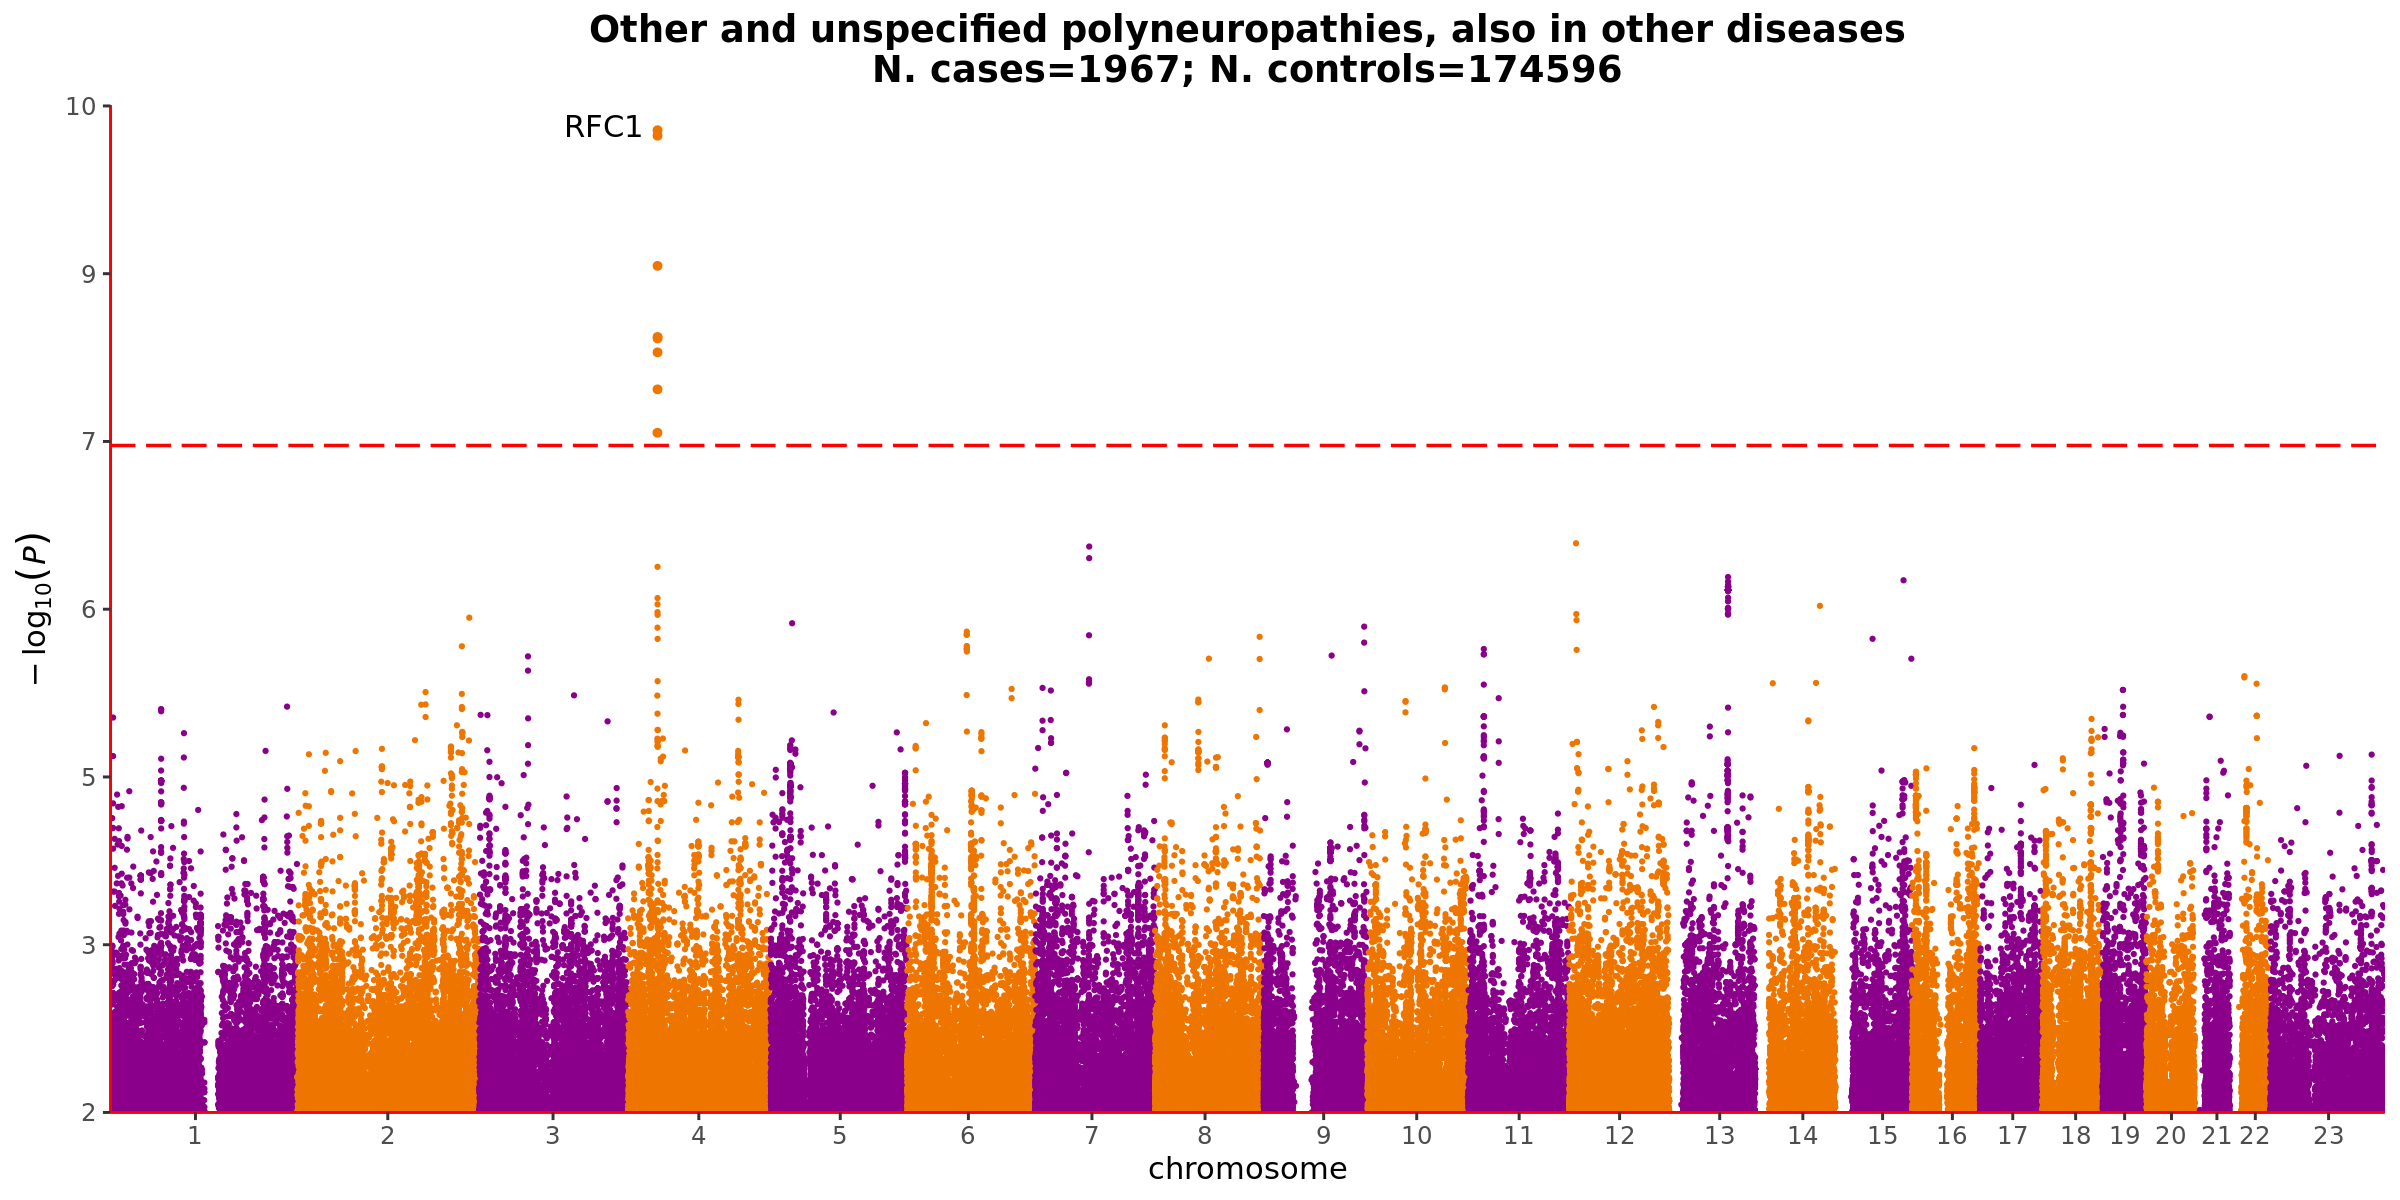 Other and unspecified polyneuropathies, also in other diseases
N. cases=1967; N. controls=174596
10
RFC1
9
7
6
5
3
2
− log10(P)
1 2 3 4 5 6 7 8 9 10 11 12 13 14 15 16 17 18 19 20 21 22 23
chromosome